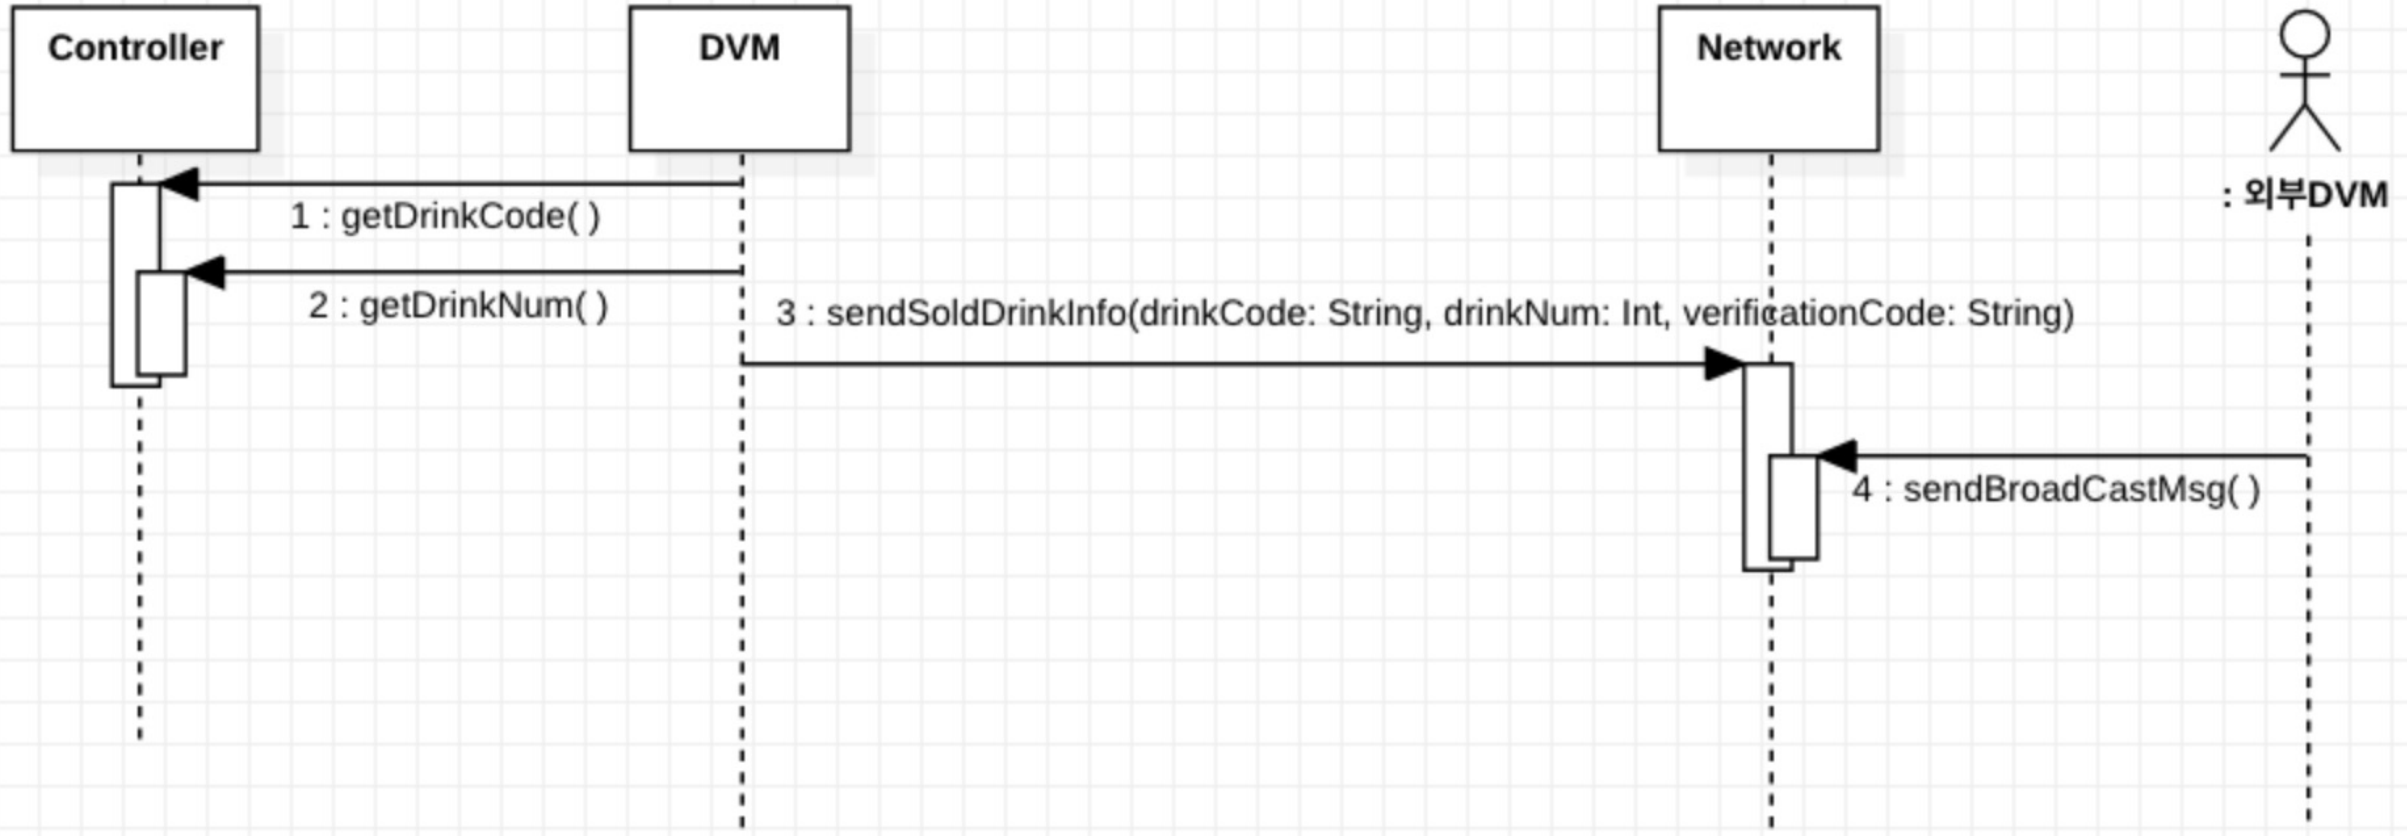 Controller
DVM
Network
: 외부DVM
1 : getDrinkCode( )
2 : getDrinkNum( )
3 : sendSoldDrinkInfo(drinkCode: String, drinkNum: Int, verificationCode: String)
4 : sendBroadCastMsg( )